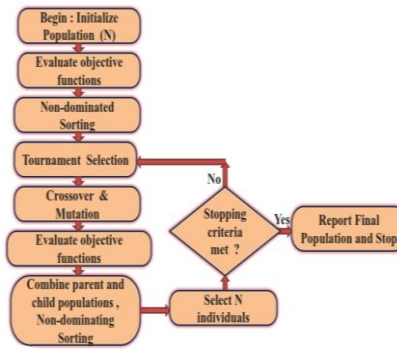 Begin : Initialize
Population (N)
Evaluate objective
functions
Non-dominated
Sorting
Tournament Selection
Crossover &
Mutation
Evaluate objective
functions
Combine parent and
child populations ,
Non-dominating
Sorting
Select N
individuals
Stopping
criteria
met ?
No
Yes
Report Final
Population and Stop